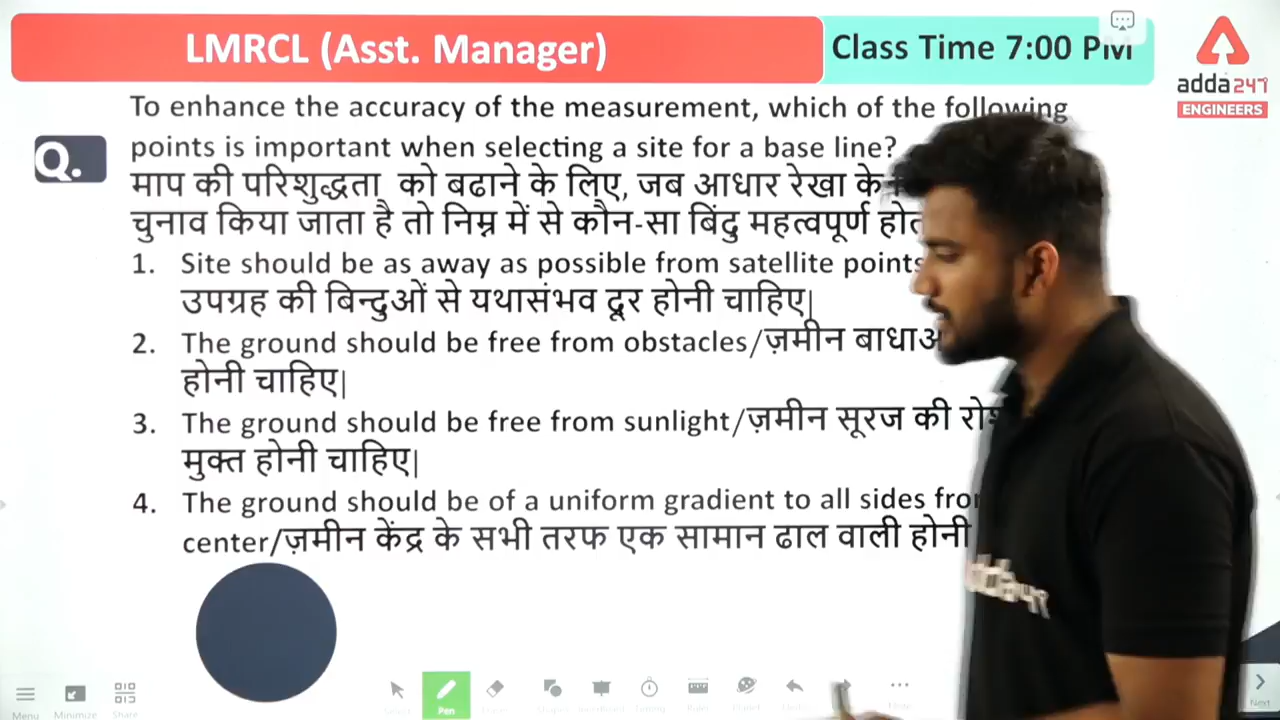 LMRCL (Asst. Manager)
Class Time 7:00 PM
adda247
ENGINEERS
Q.
To enhance the accuracy of the measurement, which of the following
points is important when selecting a site for a base line?
माप की परिशुद्धता को बढाने के लिए, जब आधार रेखा के
चुनाव किया जाता है तो निम्न में से कौन-सा बिंदु महत्वपूर्ण
1. Site should be as away as possible from satellite points
उपग्रह की बिन्दुओं से यथासंभव दूर होनी चाहिए|
2. The ground should be free from obstacles/ज़मीन
होनी चाहिए|
3. The ground should be free from sunlight/ज़मीन सूरज की
मुक्त होनी चाहिए|
4. The ground should be of a uniform gradient to all sides
center/ज़मीन केंद्र के सभी तरफ एक सामान ढाल वाली होनी
Menu
Minimize
Share
Select
Pen
Next